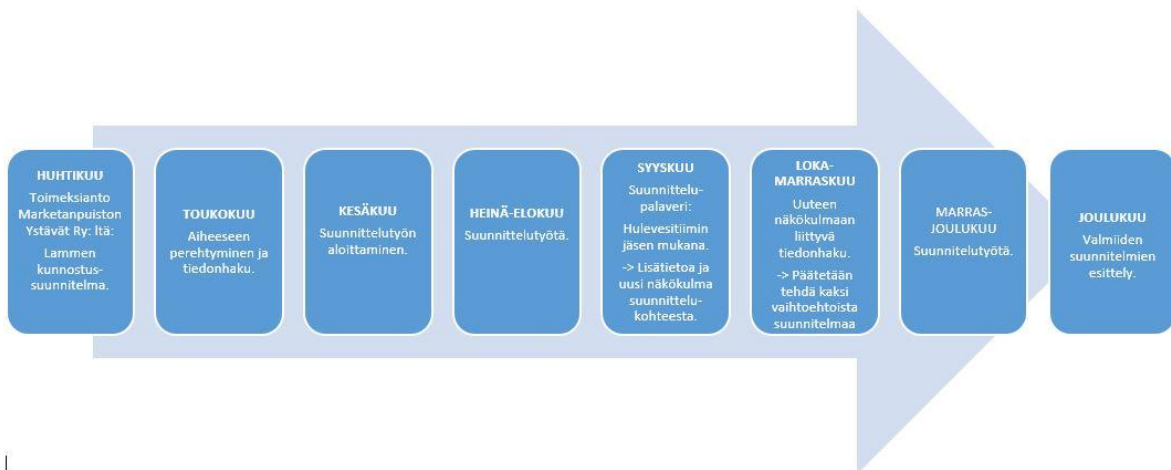 HUHTIKUU
Toimeksianto
Marketanpuiston
Ystävät Ry: ltä:
Lammen
kunnostus-
suunnitelma.
TOUKOKUU
Aiheeseen
perehtyminen ja
tiedonhaku.
KESÄKUU
Suunnittelutyön
aloittaminen.
HEINÄ-ELOKUU
Suunnittelutyötä.
SYYSKUU
Suunnittelu-
palaveri:
Hulevesitiimin
jäsen mukana.
-> Lisätietoa ja
uusi näkökulma
suunnittelu-
kohteesta.
LOKA-
MARRASKUU
Uuteen
näkökulmaan
liittyvä
tiedonhaku.
-> Päätetään
tehdä kaksi
vaihtoehtoista
suunnitelmaa
MARRAS-
JOULUKUU
Suunnitelutyötä.
JOULUKUU
Valmiiden
suunnitelmien
esittely.